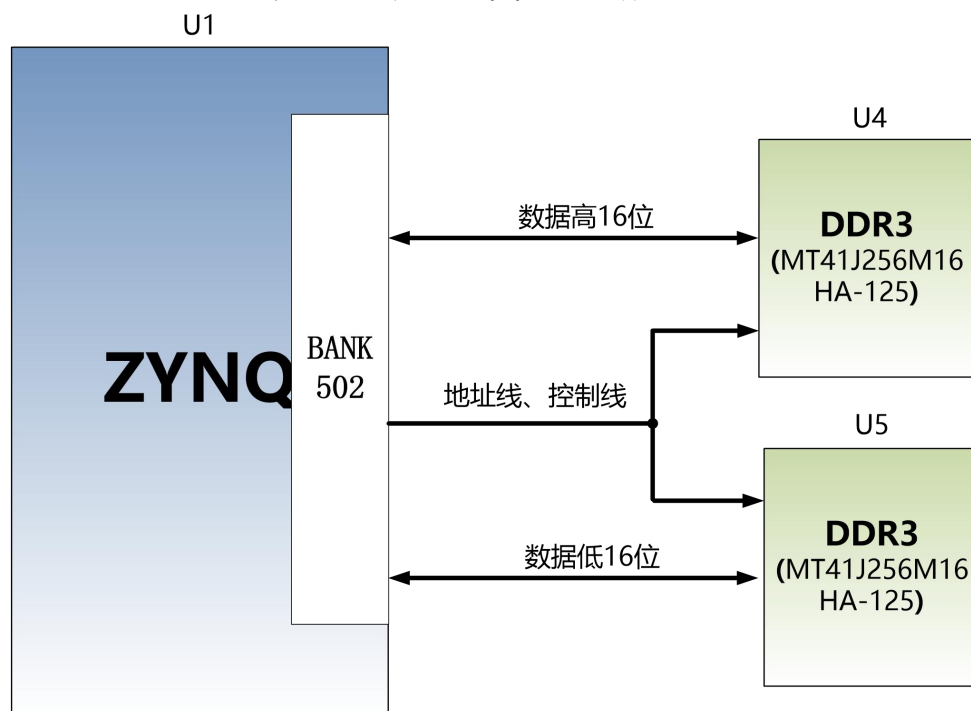 U1
ZYNQ
BANK
502
数据高16位
地址线、控制线
数据低16位
U4
DDR3
(MT41J256M16
HA-125)
U5
DDR3
(MT41J256M16
HA-125)